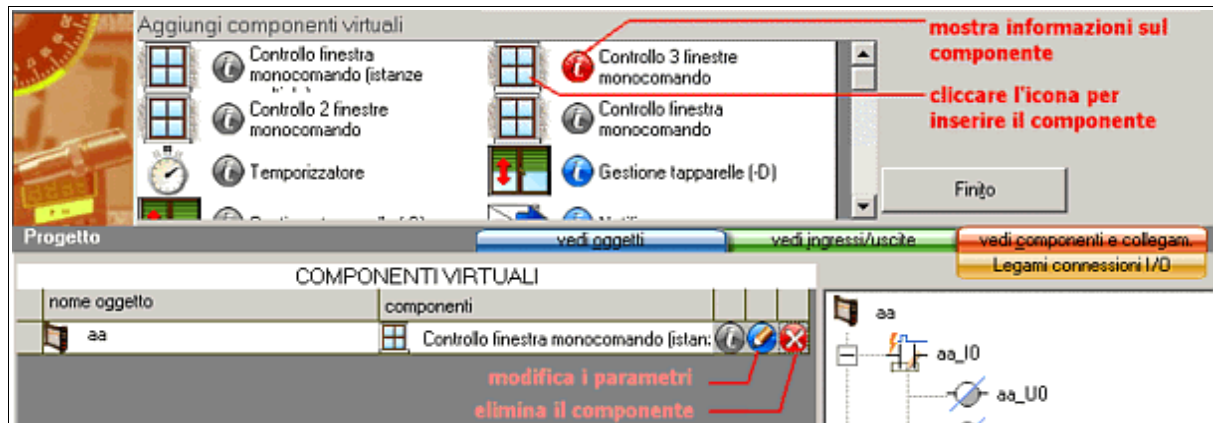 Aggiungi componenti virtuali
mostra informazioni sul
componente
Controllo finestra
monocomando (istanze
Controllo 3 finestre
monocomando
cliccare l'icona per
inserire il componente
Controllo 2 finestre
monocomando
Controllo finestra
monocomando
Temporizzatore
Gestione tapparelle (-D)
Finito
Progetto
vedi oggetti
vedi ingressi/uscite
vedi componenti e collegam.
Legami connessioni I/O
COMPONENTI VIRTUALI
nome oggetto
componenti
aa
Controllo finestra monocomando (istan:
modifica i parametri
elimina il componente
aa
aa_I0
aa_U0